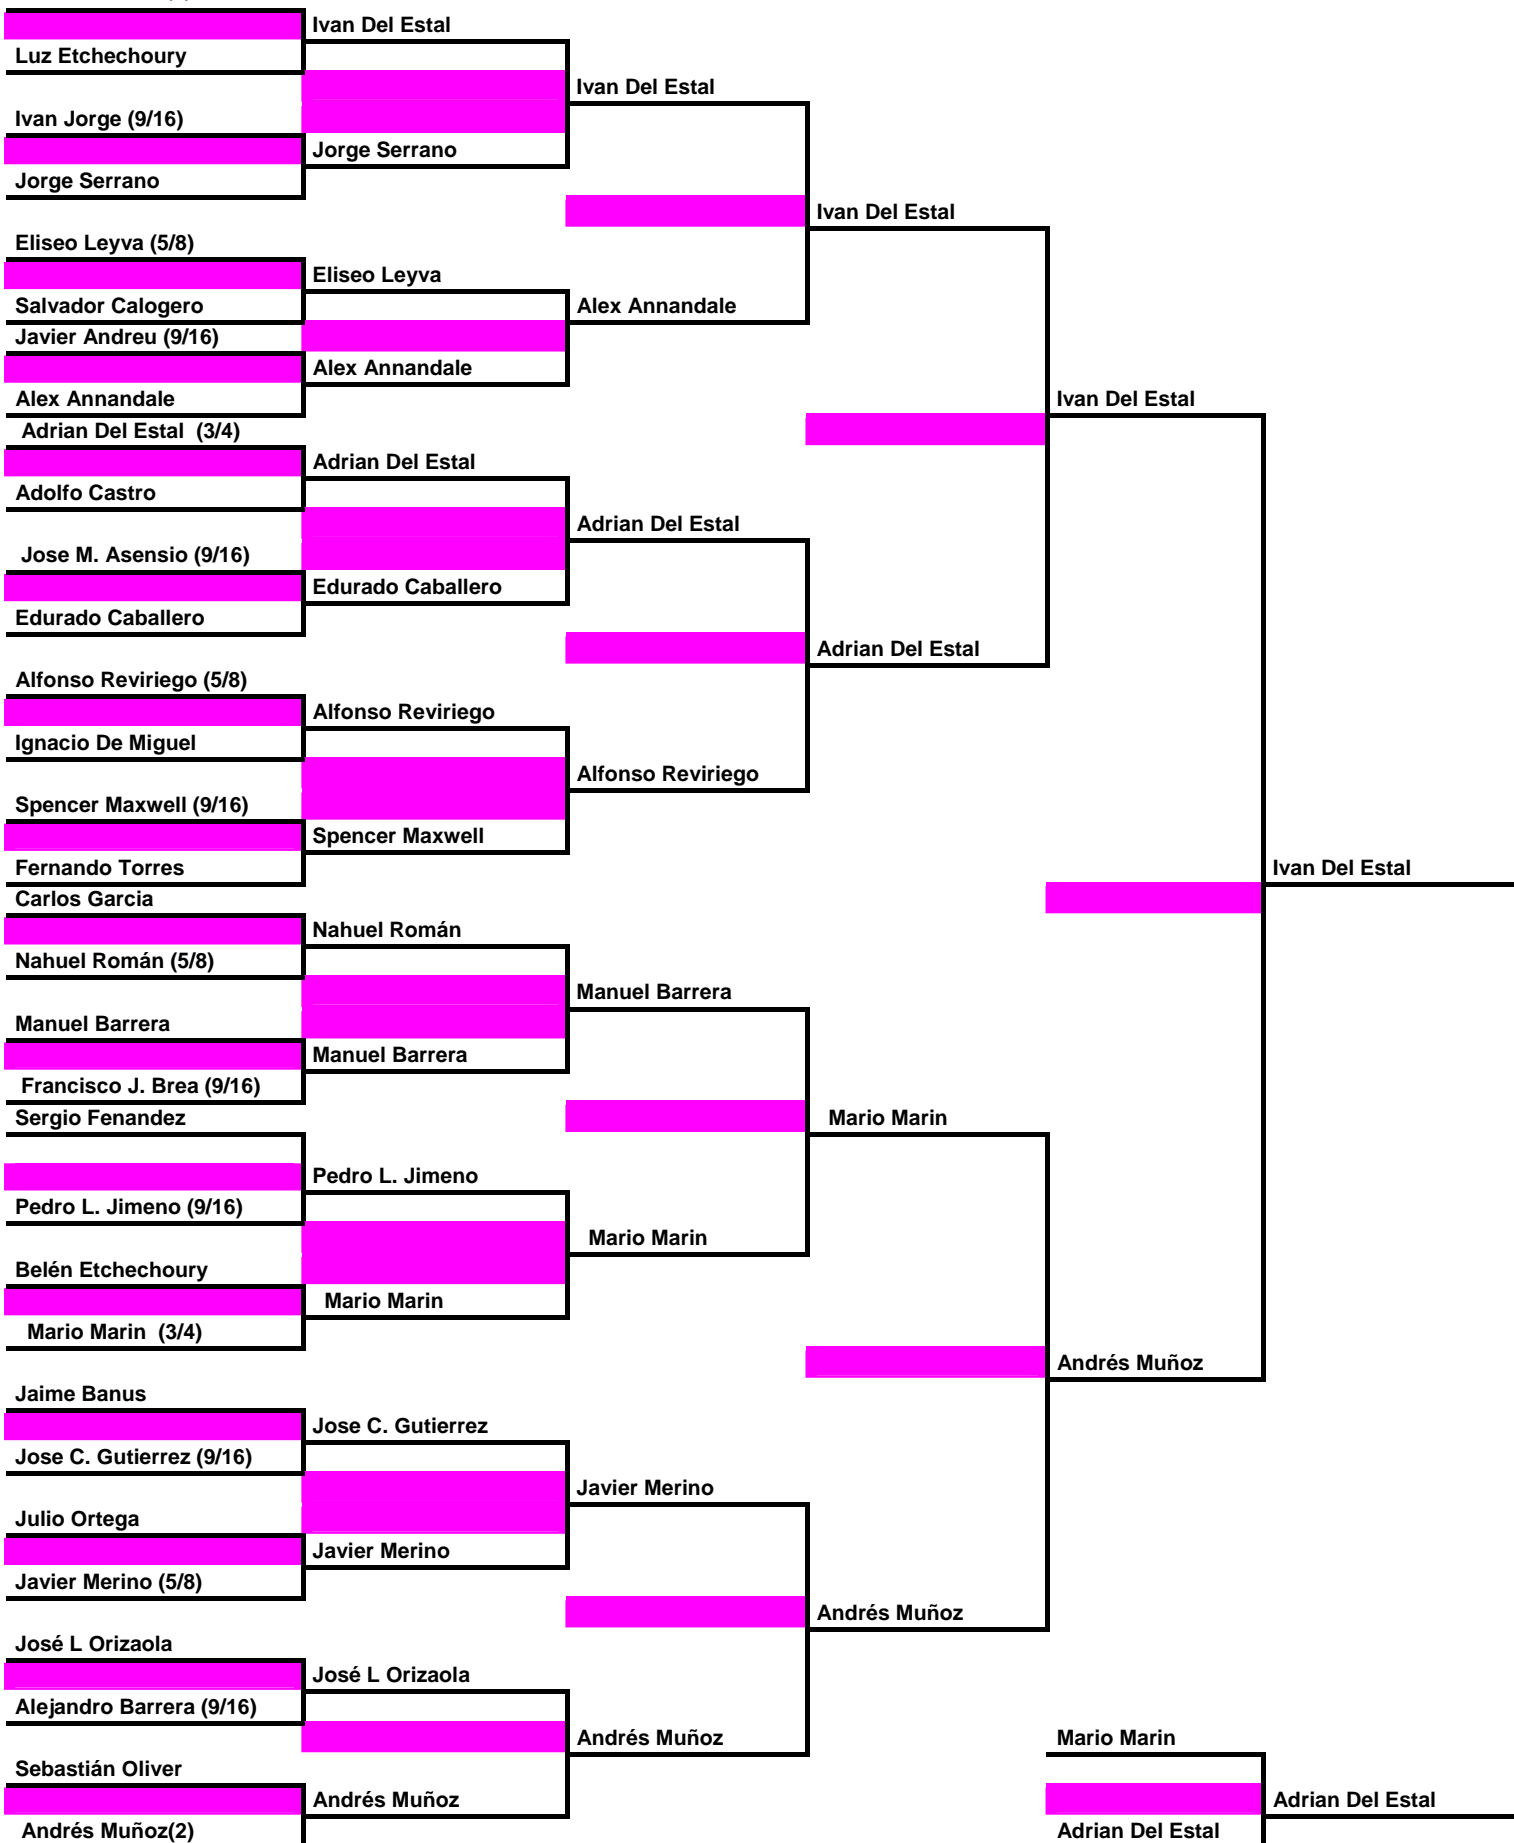 Ivan Del Estal
Luz Etchechoury
Ivan Del Estal
Ivan Jorge (9/16)
Jorge Serrano
Jorge Serrano
Ivan Del Estal
Eliseo Leyva (5/8)
Eliseo Leyva
Salvador Calogero
Alex Annandale
Javier Andreu (9/16)
Alex Annandale
Alex Annandale
Ivan Del Estal
Adrian Del Estal (3/4)
Adrian Del Estal
Adolfo Castro
Adrian Del Estal
Jose M. Asensio (9/16)
Edurado Caballero
Edurado Caballero
Adrian Del Estal
Alfonso Reviriego (5/8)
Alfonso Reviriego
Ignacio De Miguel
Alfonso Reviriego
Spencer Maxwell (9/16)
Spencer Maxwell
Fernando Torres
Ivan Del Estal
Carlos Garcia
Nahuel Román
Nahuel Román (5/8)
Manuel Barrera
Manuel Barrera
Manuel Barrera
Francisco J. Brea (9/16)
Sergio Fenandez
Mario Marin
Pedro L. Jimeno
Pedro L. Jimeno (9/16)
Mario Marin
Belén Etchechoury
Mario Marin
Mario Marin (3/4)
Andrés Muñoz
Jaime Banus
Jose C. Gutierrez
Jose C. Gutierrez (9/16)
Javier Merino
Julio Ortega
Javier Merino
Javier Merino (5/8)
Andrés Muñoz
José L Orizaola
José L Orizaola
Alejandro Barrera (9/16)
Andrés Muñoz
Mario Marin
Sebastián Oliver
Andrés Muñoz
Adrian Del Estal
Andrés Muñoz(2)
Adrian Del Estal